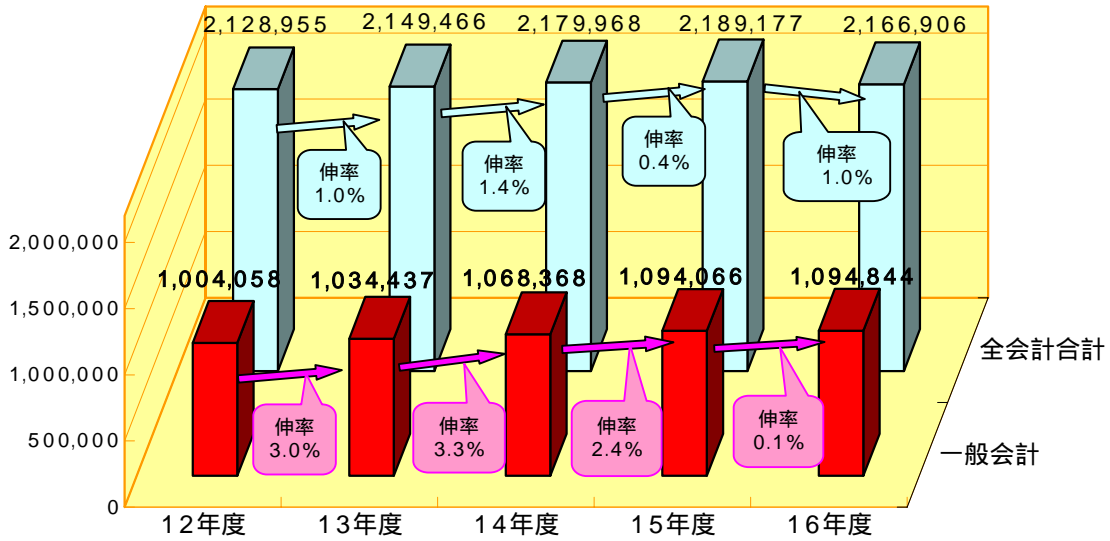 2,128,955
2,149,466
2,179,968
2,189,177
2,166,906
伸率
1.0%
伸率
1.4%
伸率
0.4%
伸率
1.0%
2,000,000
1,500,000
1,000,000
500,000
0
1,004,058
1,034,437
1,068,368
1,094,066
1,094,844
伸率
3.0%
伸率
3.3%
伸率
2.4%
伸率
0.1%
全会計合計
一般会計
12年度
13年度
14年度
15年度
16年度